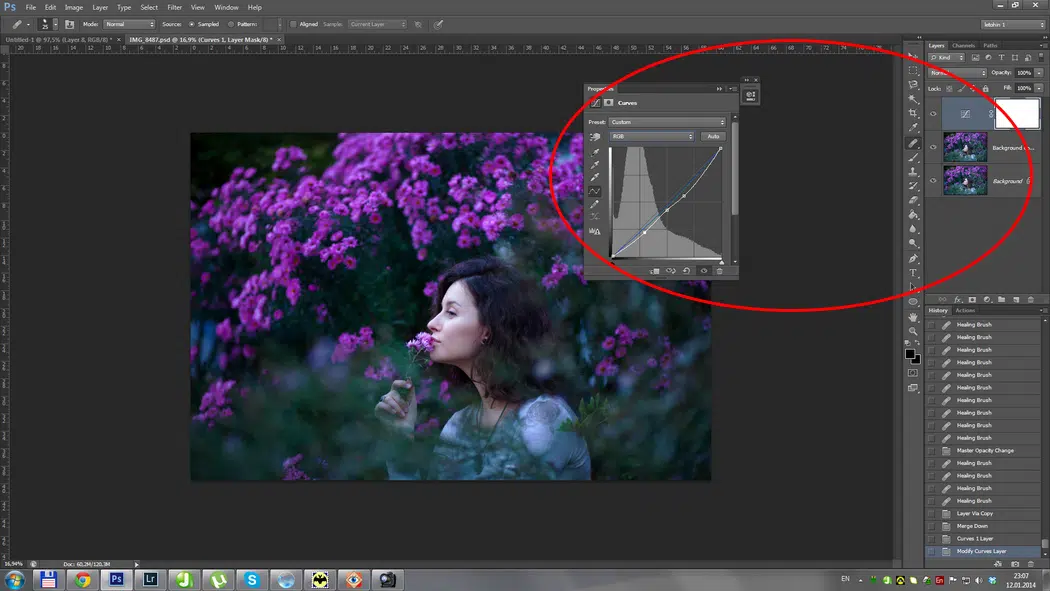 Ps File Edit Image Layer Type Select Filter View Window Help
25 Mode: Normal Source: Sampled Pattern: Aligned Sample: Current Layer lebshin 1
Untitled-1 @ 97,5% (Layer 8, RGB/8) * × IMG_8487.psd @ 16,9% (Curves 1, Layer Mask/8) * ×
Properties
Curves
Preset: Custom
RGB Auto
Layers Channels Paths
Kind
Normal Opacity: 100%
Lock: Fill: 100%
Background
Background
fx
History Actions
Healing Brush
Healing Brush
Healing Brush
Healing Brush
Healing Brush
Healing Brush
Healing Brush
Healing Brush
Healing Brush
Healing Brush
Master Opacity Change
Healing Brush
Healing Brush
Healing Brush
Healing Brush
Layer Via Copy
Merge Down
Curves 1 Layer
Modify Curves Layer
16,94% Doc: 60,2M/120,3M
Ps Lr EN En 23:07
12.01.2014